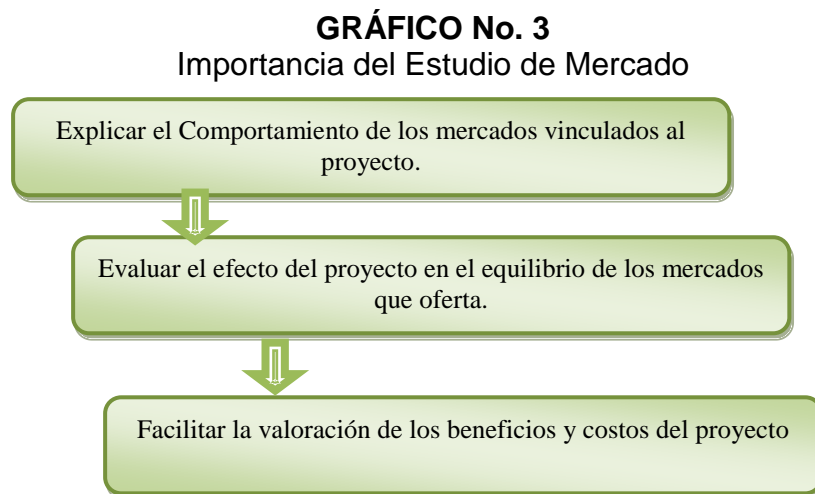 GRÁFICO No. 3
Importancia del Estudio de Mercado
Explicar el Comportamiento de los mercados vinculados al
proyecto.
Evaluar el efecto del proyecto en el equilibrio de los mercados
que oferta.
Facilitar la valoración de los beneficios y costos del proyecto